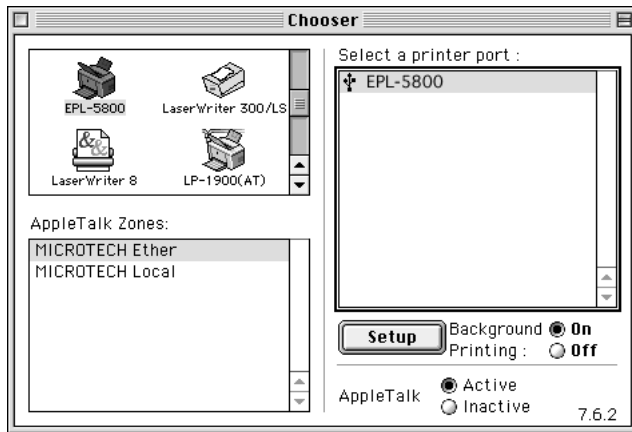 Chooser
EPL-5800
LaserWriter 300/LS
&&
LaserWriter 8
LP-1900(AT)
AppleTalk Zones:
MICROTECH Ether
MICROTECH Local
Select a printer port :
EPL-5800
Setup
Background
Printing :
On
Off
AppleTalk
Active
Inactive
7.6.2